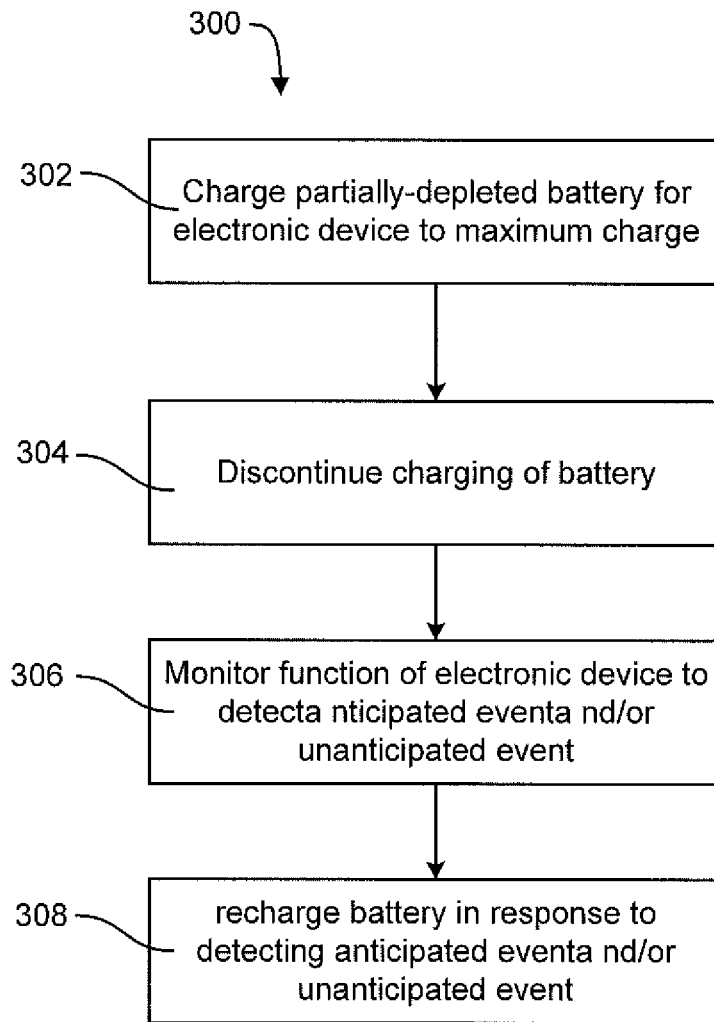 300
302
Charge partially-depleted battery for
electronic device to maximum charge
304
Discontinue charging of battery
306
Monitor function of electronic device to
detecta nticipated eventa nd/or
unanticipated event
308
recharge battery in response to
detecting anticipated eventa nd/or
unanticipated event